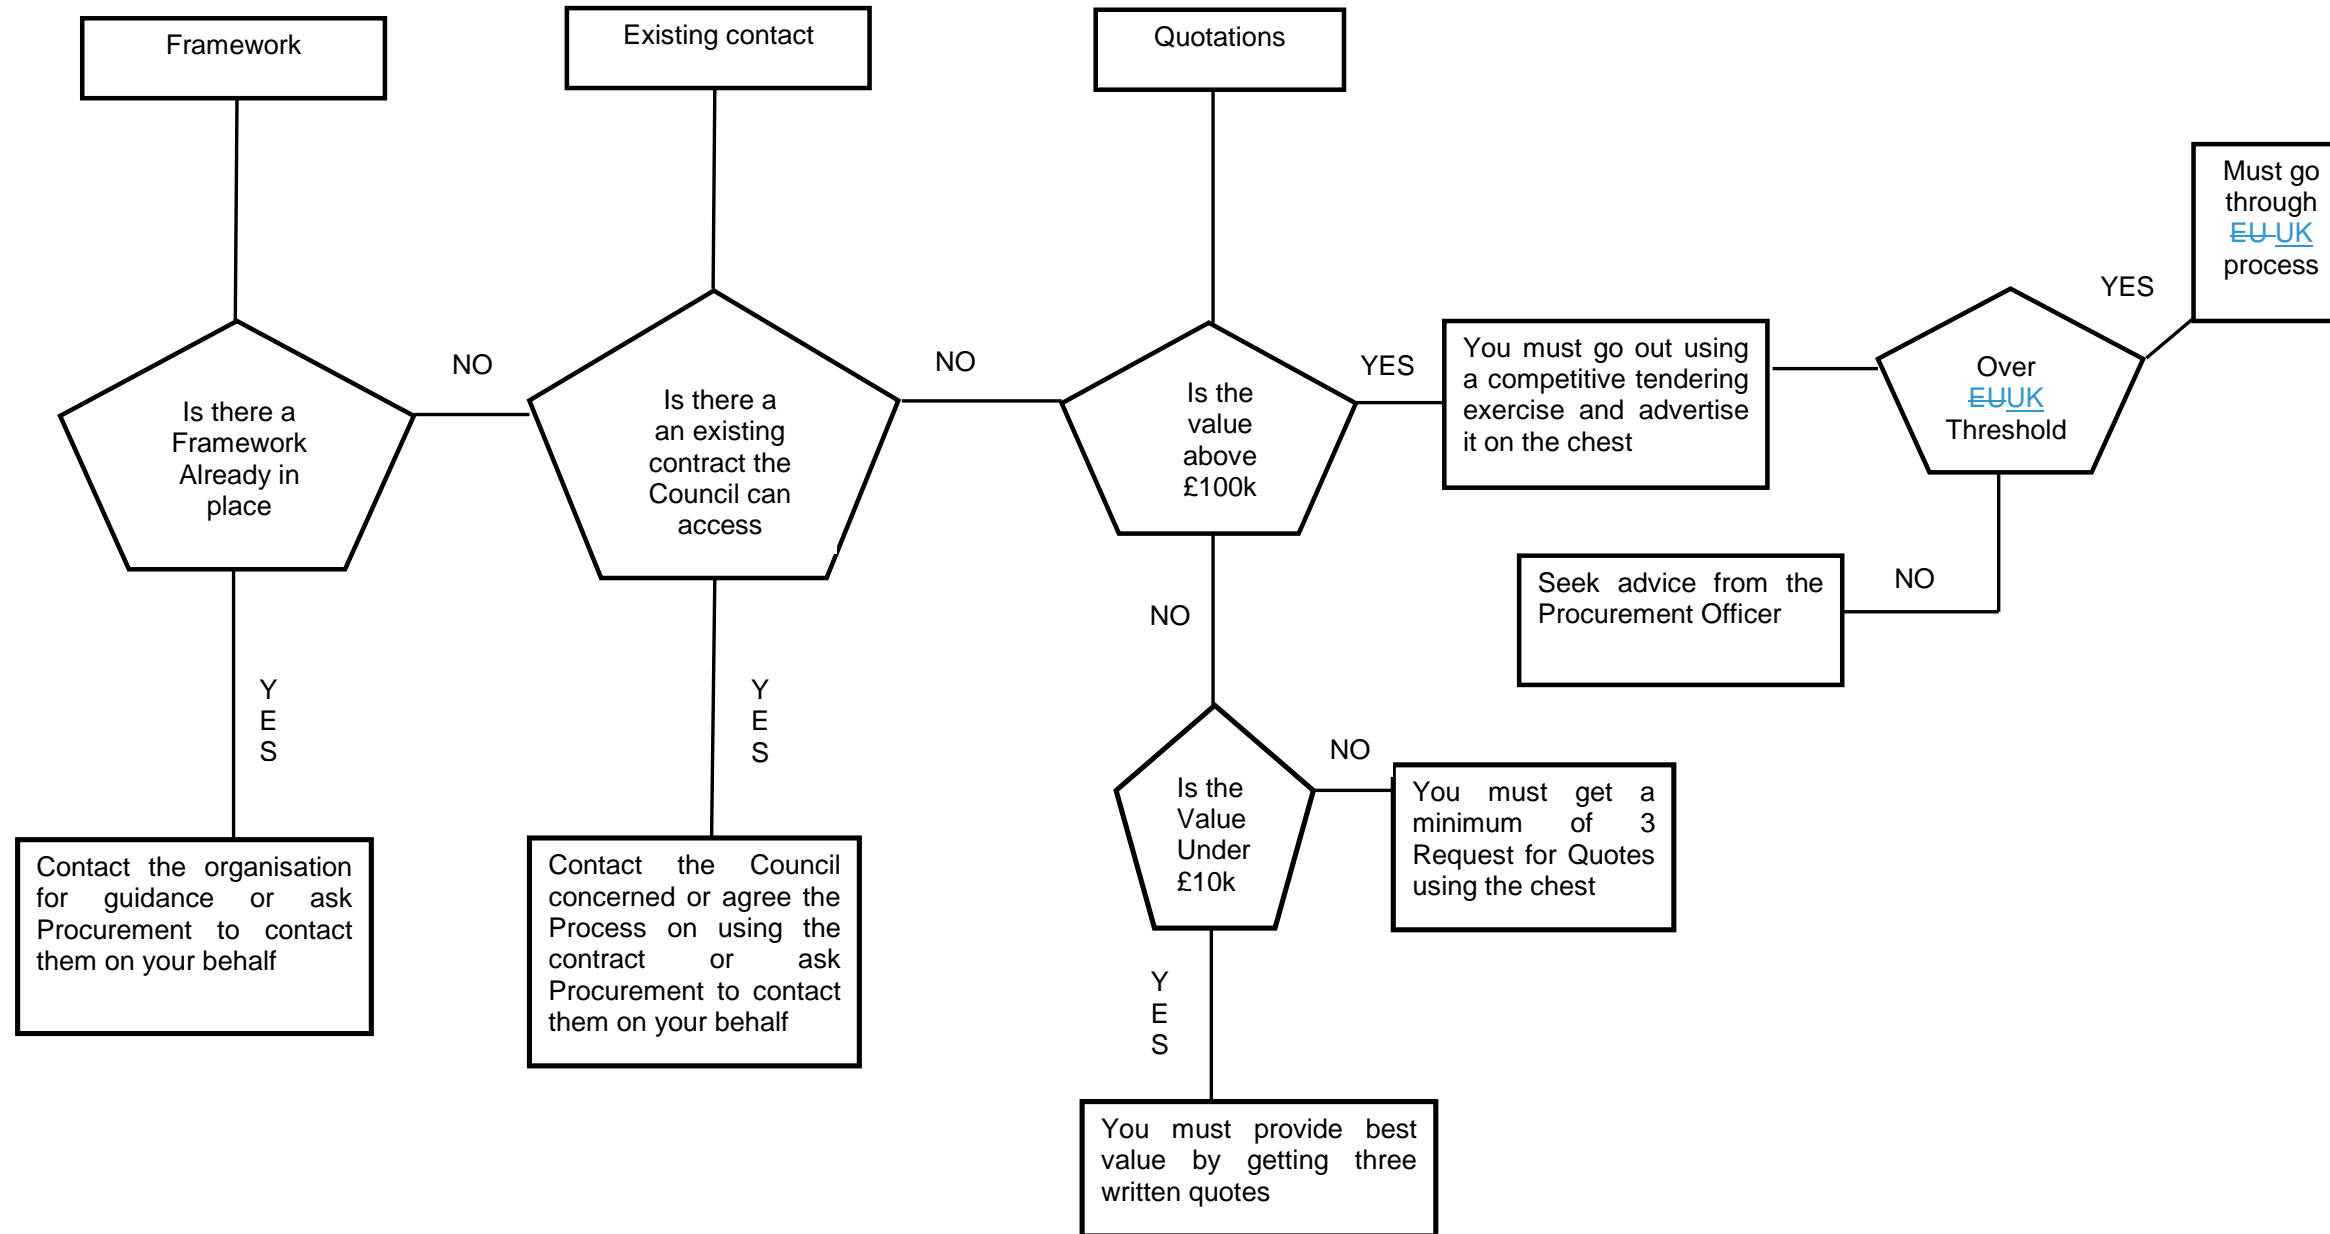 Framework
Existing contact
Quotations
Must go
through
EU UK
process
YES
Over
EUUK
Threshold
NO
Seek advice from the
Procurement Officer
You must go out using
a competitive tendering
exercise and advertise
it on the chest
YES
Is the
value
above
£100k
NO
Is there a
an existing
contract the
Council can
access
NO
Is there a
Framework
Already in
place
Y
E
S
Y
E
S
NO
Is the
Value
Under
£10k
NO
You must get a
minimum of 3
Request for Quotes
using the chest
Contact the organisation
for guidance or ask
Procurement to contact
them on your behalf
Contact the Council
concerned or agree the
Process on using the
contract or ask
Procurement to contact
them on your behalf
Y
E
S
You must provide best
value by getting three
written quotes